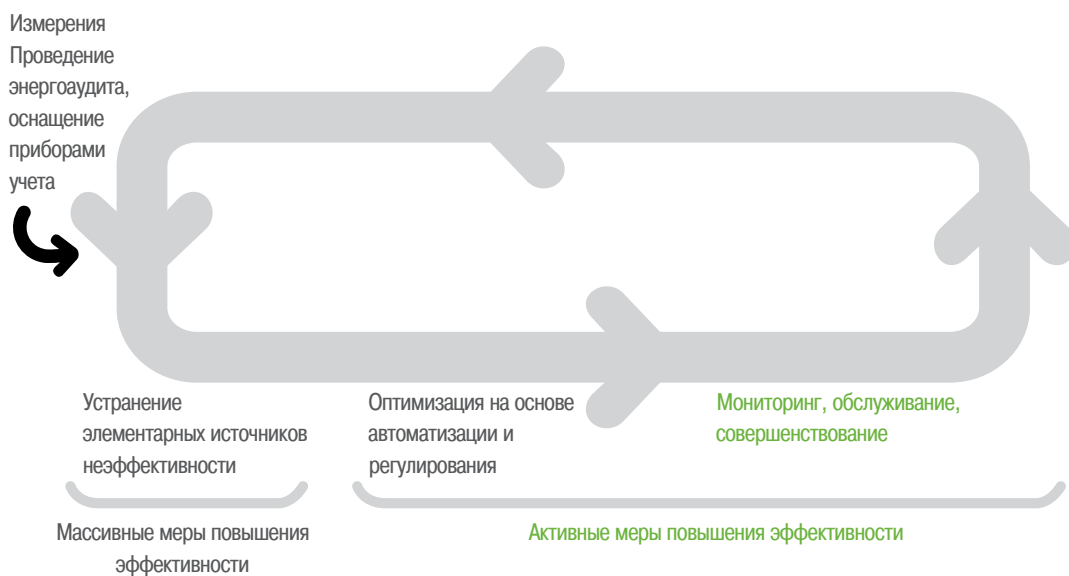 Измерения
Проведение
энергоаудита,
оснащение
приборами
учета
Устранение
элементарных источников
неэффективности
Оптимизация на основе
автоматизации и
регулирования
Мониторинг, обслуживание,
совершенствование
Массивные меры повышения
эффективности
Активные меры повышения эффективности